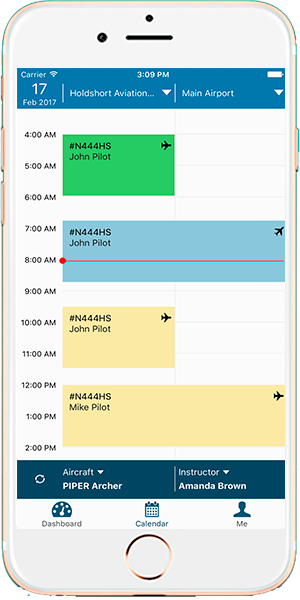 Carrier 3:09 PM
17
Feb 2017
Holdshort Aviation...
Main Airport
4:00 AM
#N444HS
John Pilot
5:00 AM
6:00 AM
7:00 AM
#N444HS
John Pilot
8:00 AM
9:00 AM
10:00 AM
#N444HS
John Pilot
11:00 AM
12:00 PM
#N444HS
Mike Pilot
1:00 PM
2:00 PM
Aircraft
PIPER Archer
Instructor
Amanda Brown
Dashboard
Calendar
Me